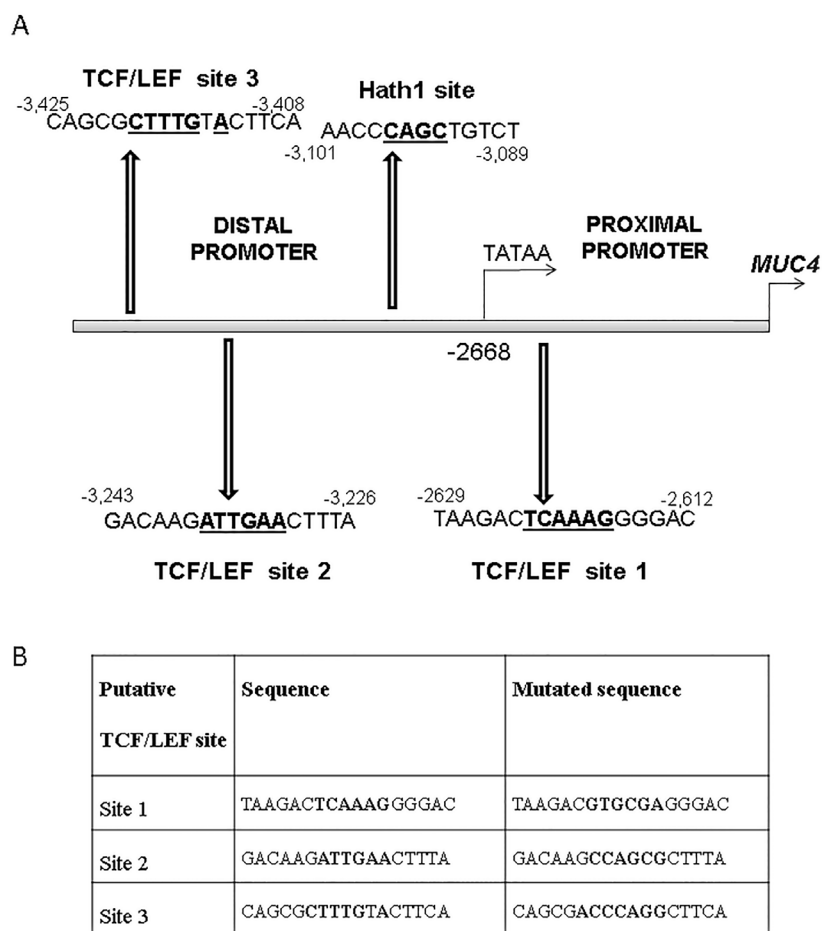 A
TCF/LEF site 3
-3,425
-3,408
CAGCGCTTTGTACTTCA
Hath1 site
AACCCAGCTGTCT
-3,101
-3,089
DISTAL
PROMOTER
PROXIMAL
PROMOTER
TATAA
MUC4
-2668
-3,243
-3,226
GACAAGATTGAACTTTA
TCF/LEF site 2
-2629
-2,612
TAAGACTCAAAGGGGAC
TCF/LEF site 1
B
Putative
TCF/LEF site
Sequence
Mutated sequence
Site 1
TAAGACTCAAAGGGGAC
TAAGACGTGCGAGGGAC
Site 2
GACAAGATTGAACTTTA
GACAAGCCAGCGCTTTA
Site 3
CAGCGCTTTGTACTTCA
CAGCGACCCAGGCTTCA